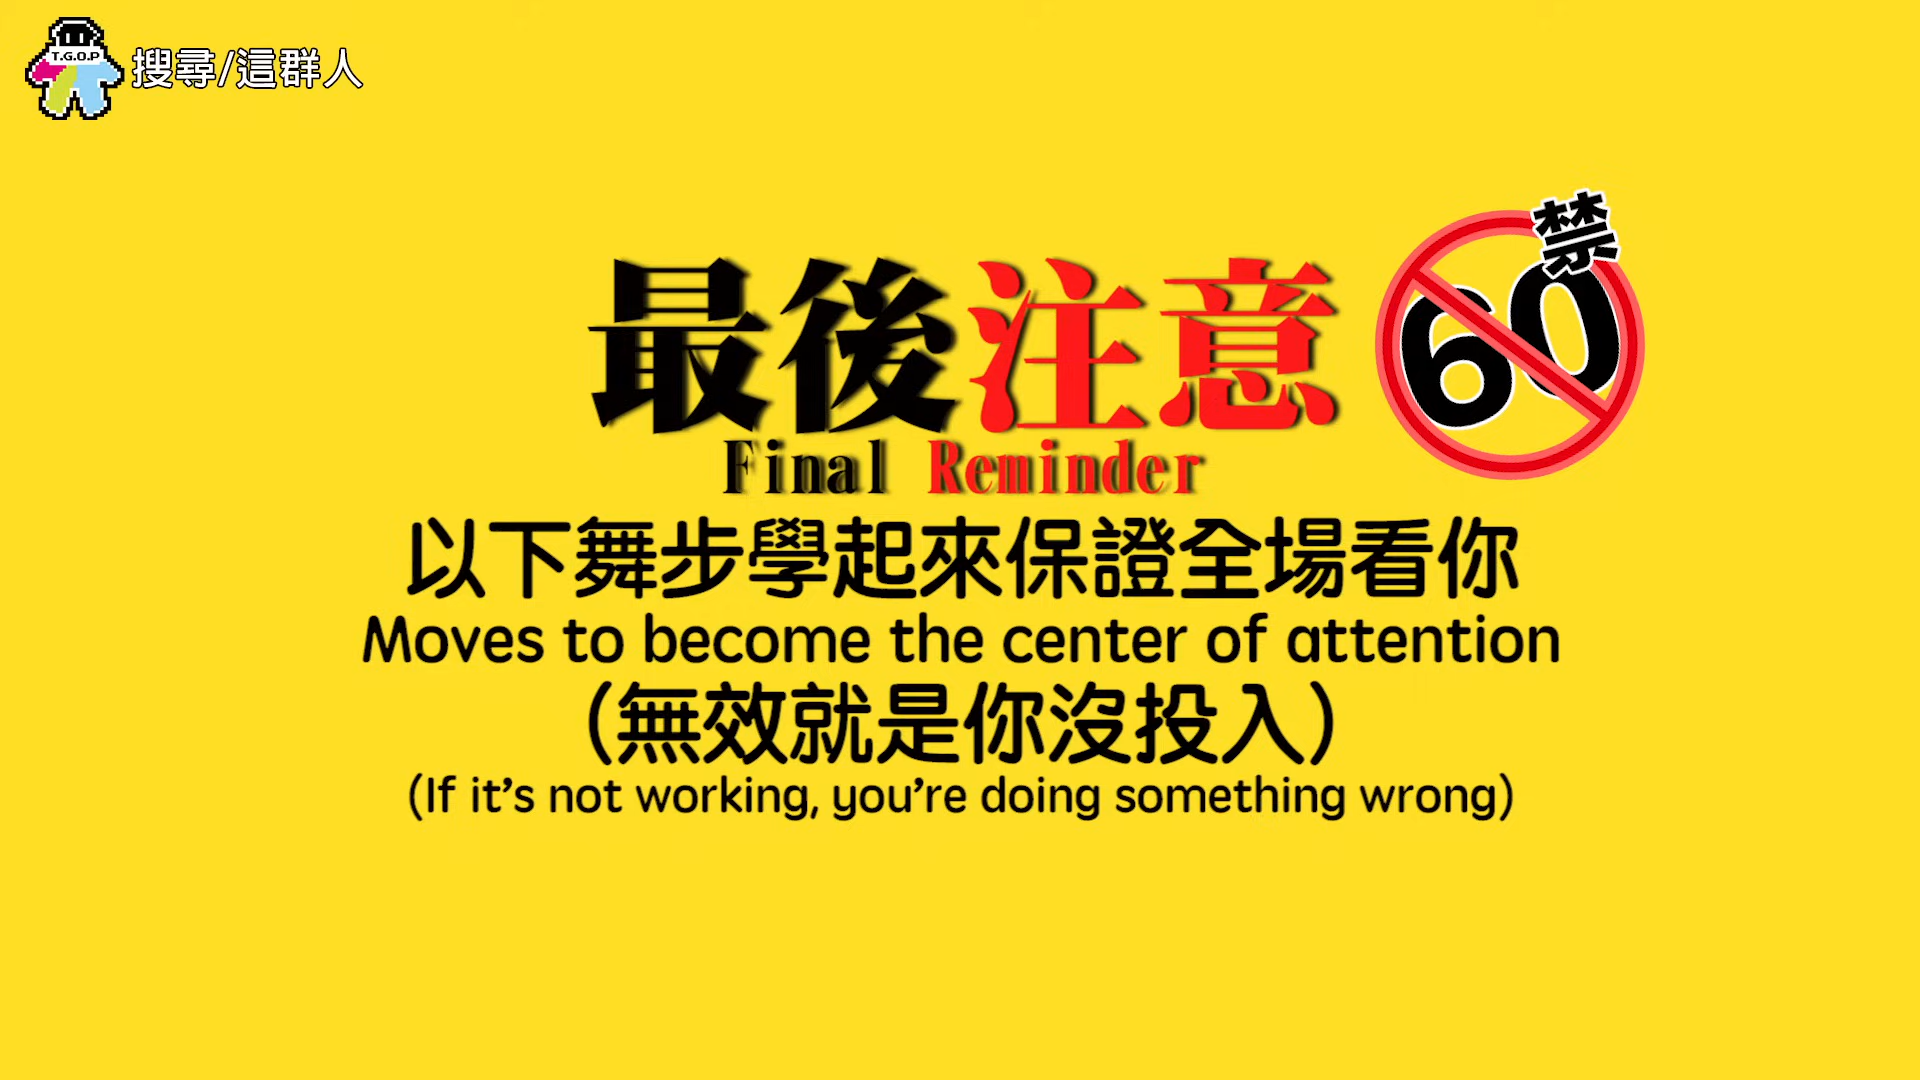 T.G.O.P
搜尋/這群人
禁
60
最後注意
Final Reminder
以下舞步學起來保證全場看你
Moves to become the center of attention
(無效就是你沒投入)
(If it's not working, you're doing something wrong)